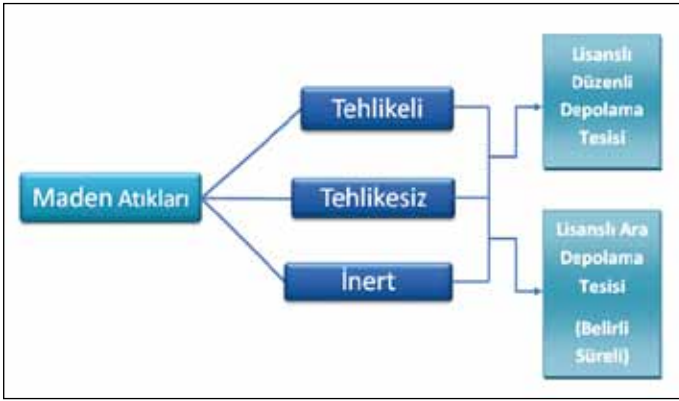 Maden Atıkları
Tehlikeli
Tehlikesiz
İnert
Lisanslı
Düzenli
Depolama
Tesisi
Lisanslı Ara
Depolama
Tesisi
(Belirli
Süreli)